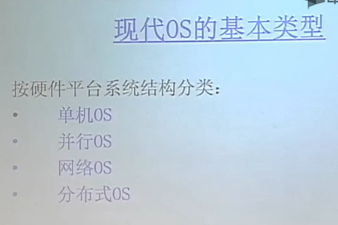 现代OS的基本类型
按硬件平台系统结构分类：
• 单机OS
• 并行OS
• 网络OS
• 分布式OS